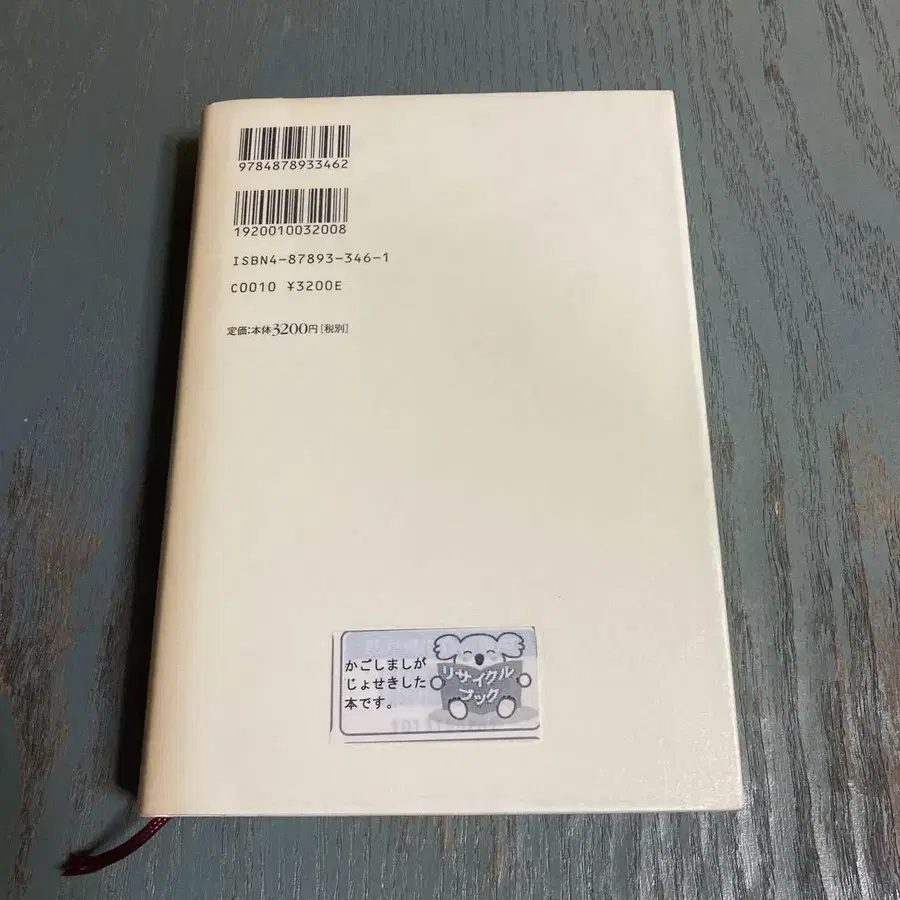 9784878933462
1920010032008
ISBN4-87893-346-1
C0010 ¥3200E
定価:本体3200円[税別]
かごしましが
じょせきした
本です。
リサイクル
ブック